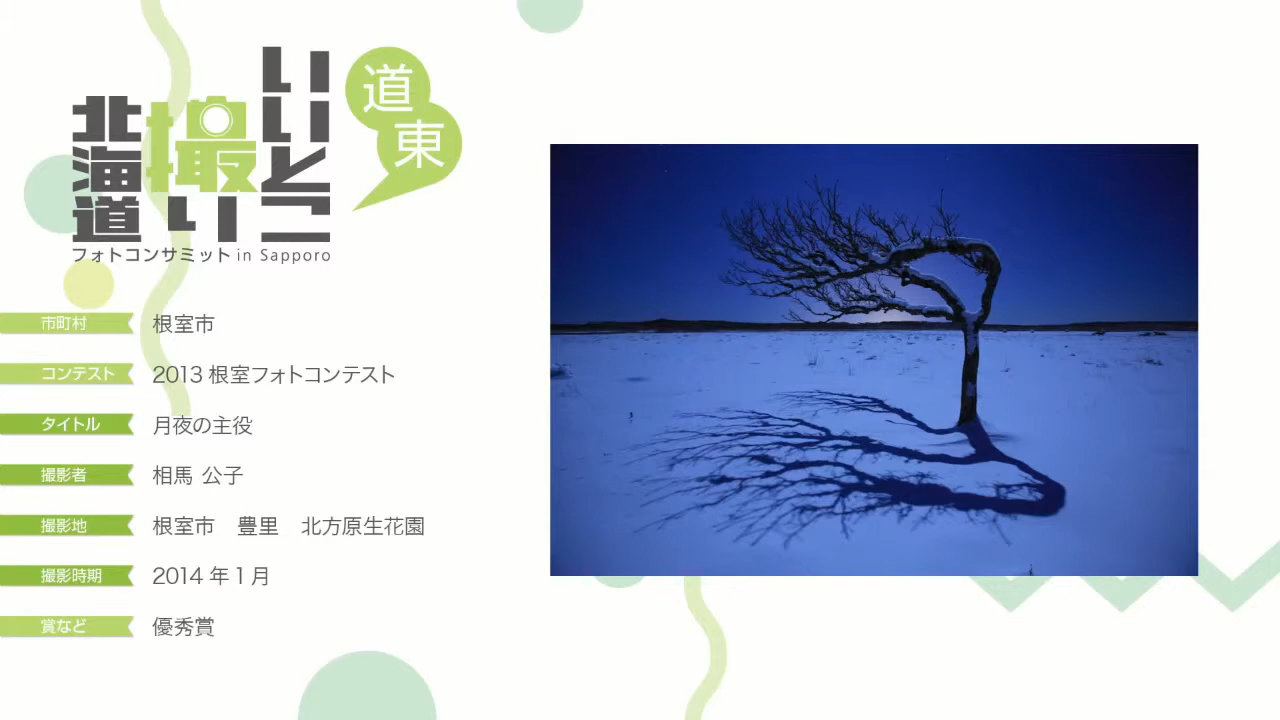 北海道
撮り
いいとこ
道東
フォトコンサミット in Sapporo
市町村 根室市
コンテスト 2013 根室フォトコンテスト
タイトル 月夜の主役
撮影者 相馬 公子
撮影地 根室市　豊里　北方原生花園
撮影時期 2014 年 1 月
賞など 優秀賞